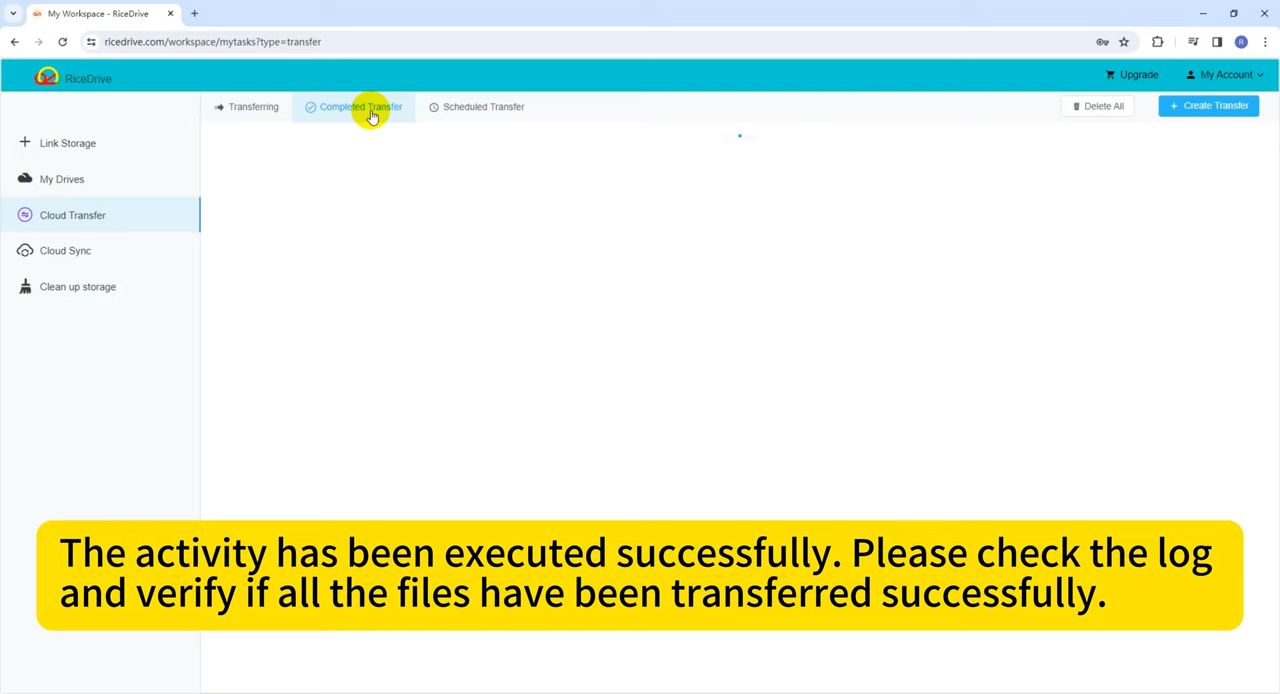 My Workspace - RiceDrive
ricedrive.com/workspace/mytasks?type=transfer
R
RiceDrive
Upgrade
My Account
Transferring
Completed Transfer
Scheduled Transfer
Delete All
+ Create Transfer
Link Storage
My Drives
Cloud Transfer
Cloud Sync
Clean up storage
The activity has been executed successfully. Please check the log
and verify if all the files have been transferred successfully.